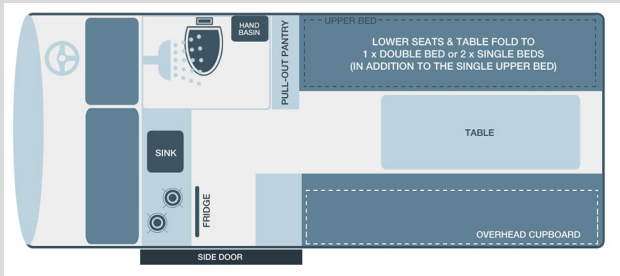 HAND
BASIN
PULL-OUT PANTRY
UPPER BED
LOWER SEATS & TABLE FOLD TO
1 x DOUBLE BED or 2 x SINGLE BEDS
(IN ADDITION TO THE SINGLE UPPER BED)
TABLE
SINK
FRIDGE
OVERHEAD CUPBOARD
SIDE DOOR